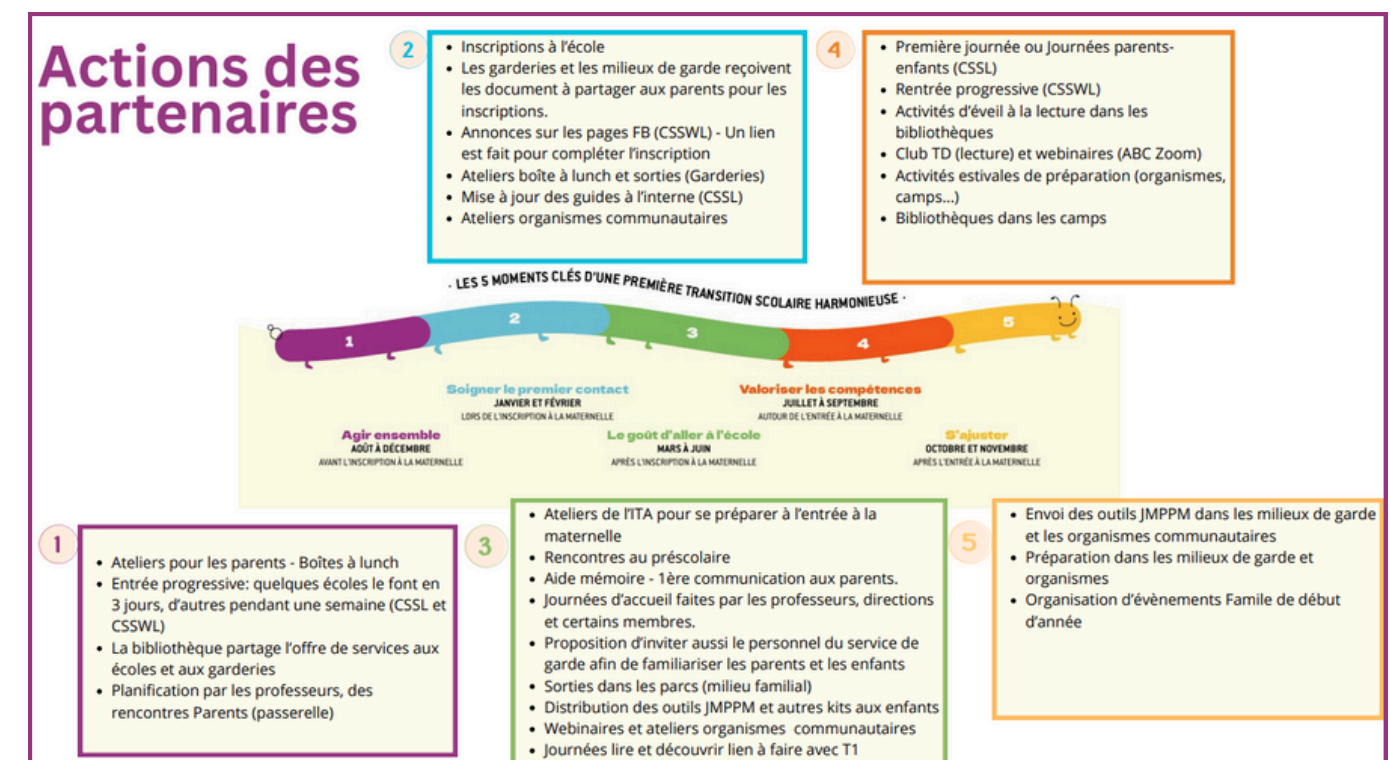 Actions des
partenaires
2
• Inscriptions à l'école
• Les garderies et les milieux de garde reçoivent
les document à partager aux parents pour les
inscriptions.
• Annonces sur les pages FB (CSSWL) - Un lien
est fait pour compléter l'inscription
• Ateliers boîte à lunch et sorties (Garderies)
• Mise à jour des guides à l'interne (CSSL)
• Ateliers organismes communautaires
4
• Première journée ou Journées parents-
enfants (CSSL)
• Rentrée progressive (CSSWL)
• Activités d'éveil à la lecture dans les
bibliothèques
• Club TD (lecture) et webinaires (ABC Zoom)
• Activités estivales de préparation (organismes,
camps...)
• Bibliothèques dans les camps
· LES 5 MOMENTS CLÉS D'UNE PREMIÈRE TRANSITION SCOLAIRE HARMONIEUSE ·
1
2
3
4
5
Soigner le premier contact
JANVIER ET FÉVRIER
LORS DE L'INSCRIPTION À LA MATERNELLE
Valoriser les compétences
JUILLET À SEPTEMBRE
AUTOUR DE L'ENTRÉE À LA MATERNELLE
Agir ensemble
AOÛT À DÉCEMBRE
AVANT L'INSCRIPTION À LA MATERNELLE
Le goût d'aller à l'école
MARS À JUIN
APRÈS L'INSCRIPTION À LA MATERNELLE
S'ajuster
OCTOBRE ET NOVEMBRE
APRÈS L'ENTRÉE À LA MATERNELLE
1
• Ateliers pour les parents - Boîtes à lunch
• Entrée progressive: quelques écoles le font en
3 jours, d'autres pendant une semaine (CSSL et
CSSWL)
• La bibliothèque partage l'offre de services aux
écoles et aux garderies
• Planification par les professeurs, des
rencontres Parents (passerelle)
3
• Ateliers de l'ITA pour se préparer à l'entrée à la
maternelle
• Rencontres au préscolaire
• Aide mémoire - 1ère communication aux parents.
• Journées d'accueil faites par les professeurs, directions
et certains membres.
• Proposition d'inviter aussi le personnel du service de
garde afin de familiariser les parents et les enfants
• Sorties dans les parcs (milieu familial)
• Distribution des outils JMPPM et autres kits aux enfants
• Webinaires et ateliers organismes communautaires
• Journées lire et découvrir lien à faire avec T1
5
• Envoi des outils JMPPM dans les milieux de garde
et les organismes communautaires
• Préparation dans les milieux de garde et
organismes
• Organisation d'évènements Famile de début
d'année